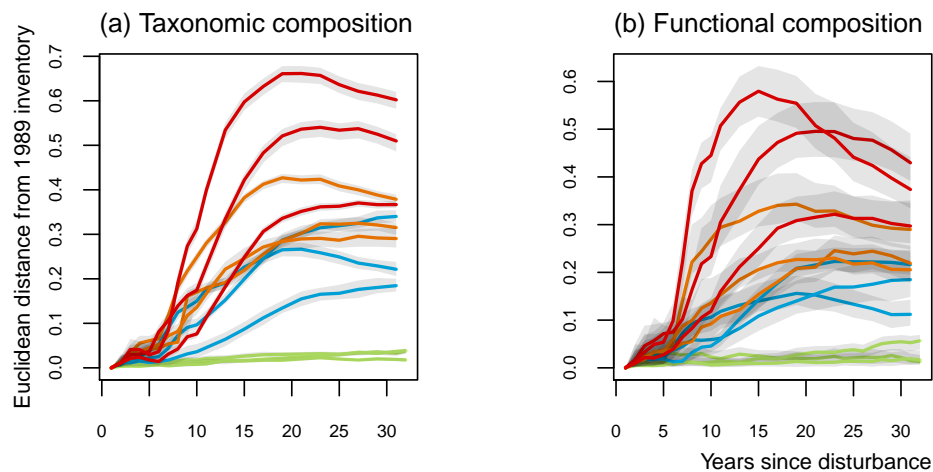 (a) Taxonomic composition
(b) Functional composition
Euclidean distance from 1989 inventory
0.7
0.6
0.5
0.4
0.3
0.2
0.1
0.0
0 5 10 15 20 25 30
0.6
0.5
0.4
0.3
0.2
0.1
0.0
0 5 10 15 20 25 30
Years since disturbance